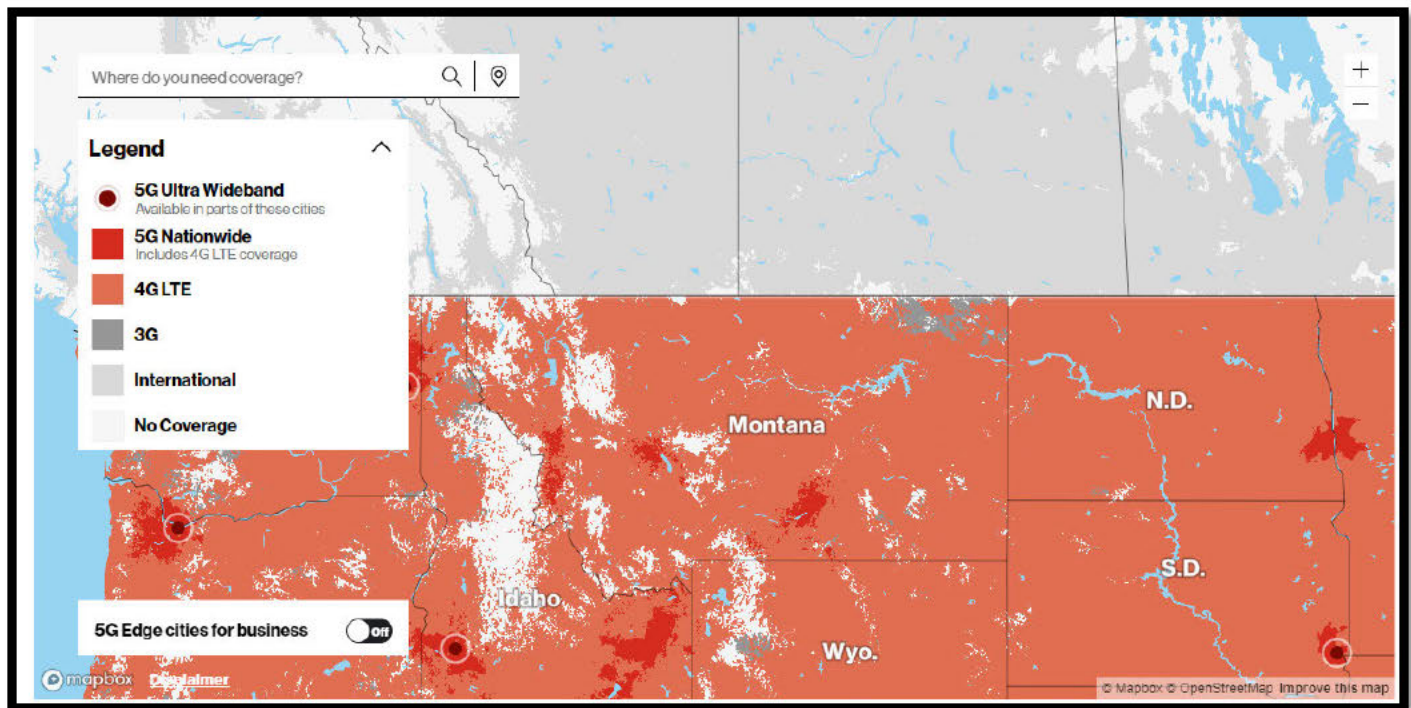 Where do you need coverage?
Legend
5G Ultra Wideband
Available in parts of these cities
5G Nationwide
Includes 4G LTE coverage
4G LTE
3G
International
No Coverage
+
−
Montana
N.D.
S.D.
Idaho
Wyo.
5G Edge cities for business
Off
mapbox Disclaimer
© Mapbox © OpenStreetMap Improve this map